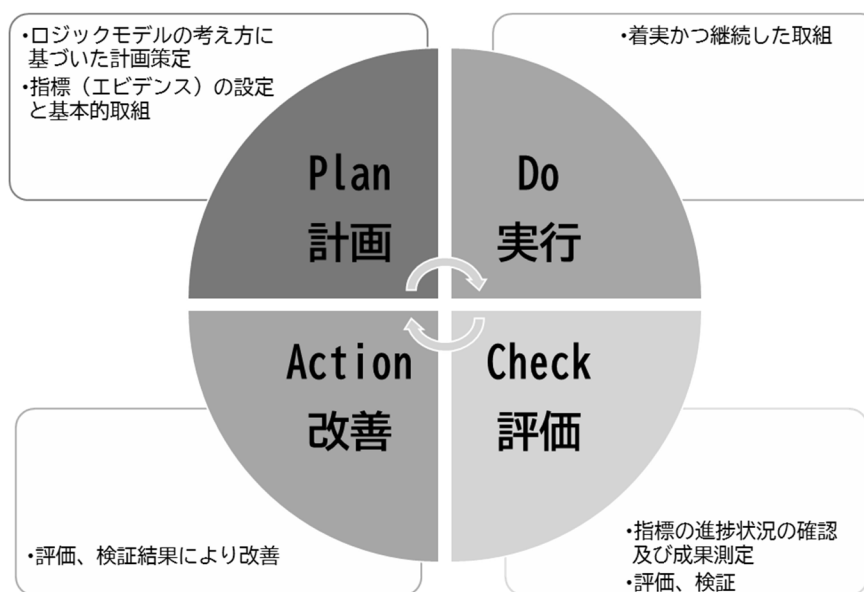 ・ロジックモデルの考え方に
基づいた計画策定
・指標（エビデンス）の設定
と基本的取組
・着実かつ継続した取組
Plan
計画
Do
実行
Action
改善
Check
評価
・評価、検証結果により改善
・指標の進捗状況の確認
及び成果測定
・評価、検証